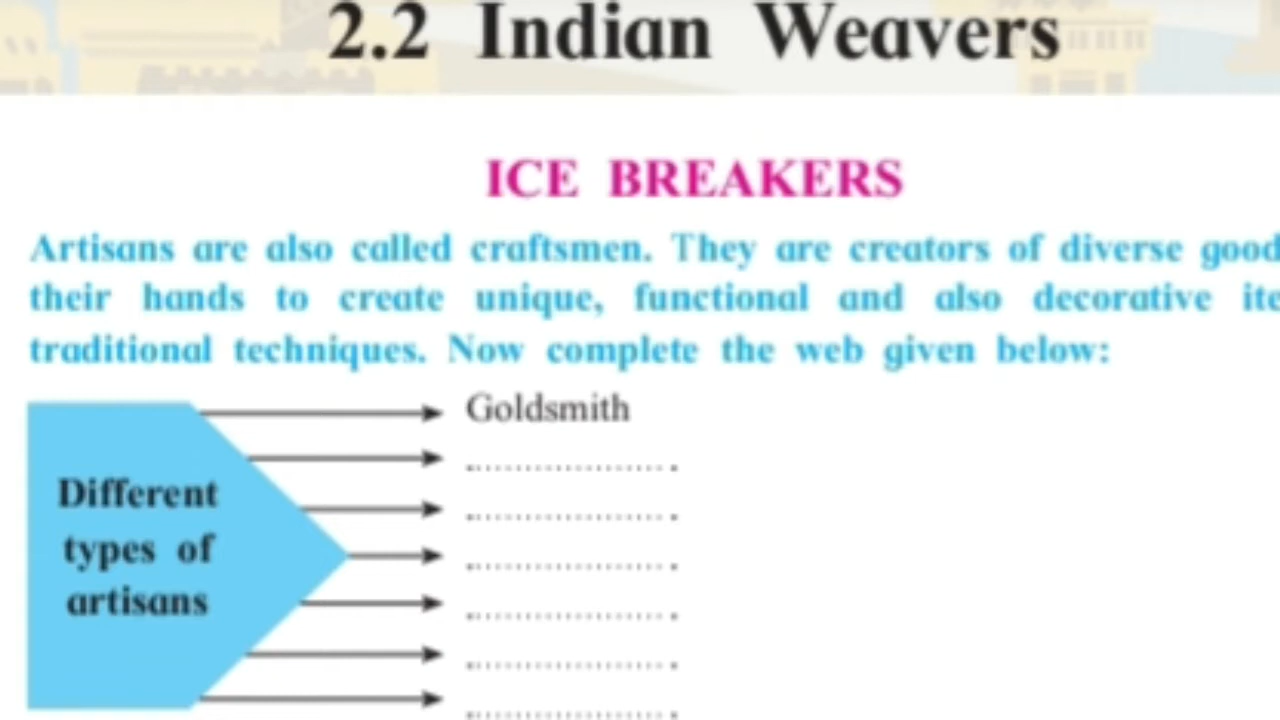 2.2 Indian Weavers
ICE BREAKERS
Artisans are also called craftsmen. They are creators of diverse good
their hands to create unique, functional and also decorative ite
traditional techniques. Now complete the web given below:
Goldsmith
Different
types of
artisans